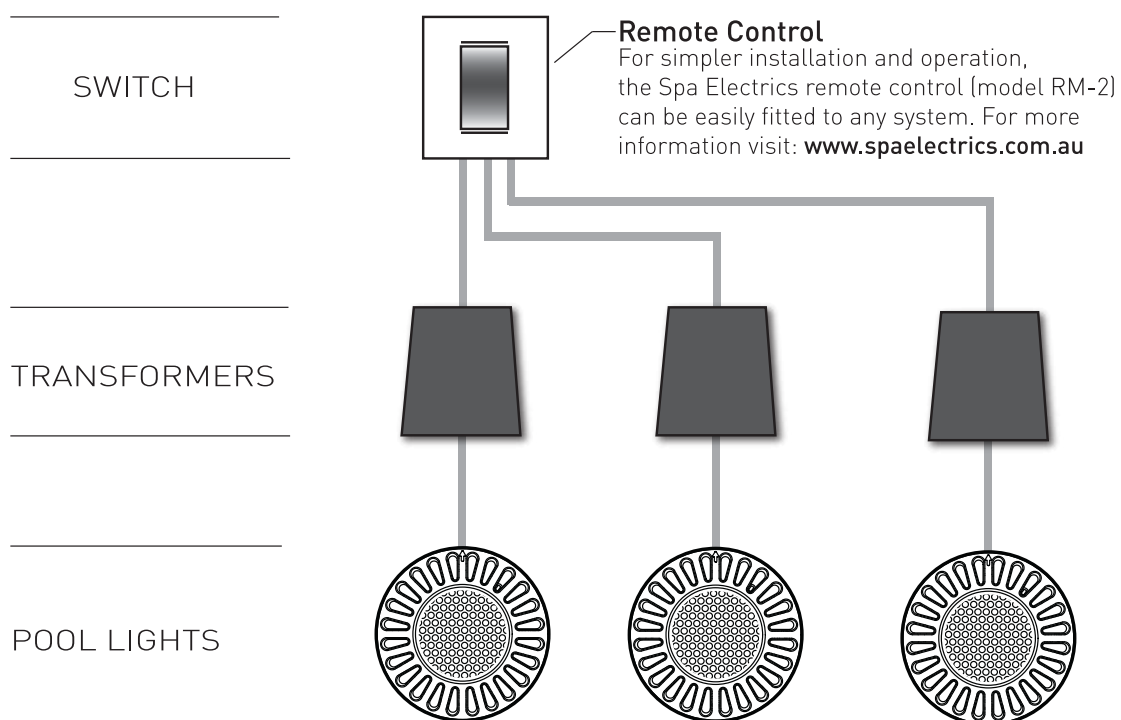 Remote Control
SWITCH
For simpler installation and operation,
the Spa Electrics remote control (model RM-2)
can be easily fitted to any system. For more
information visit: www.spaelectrics.com.au
TRANSFORMERS
POOL LIGHTS